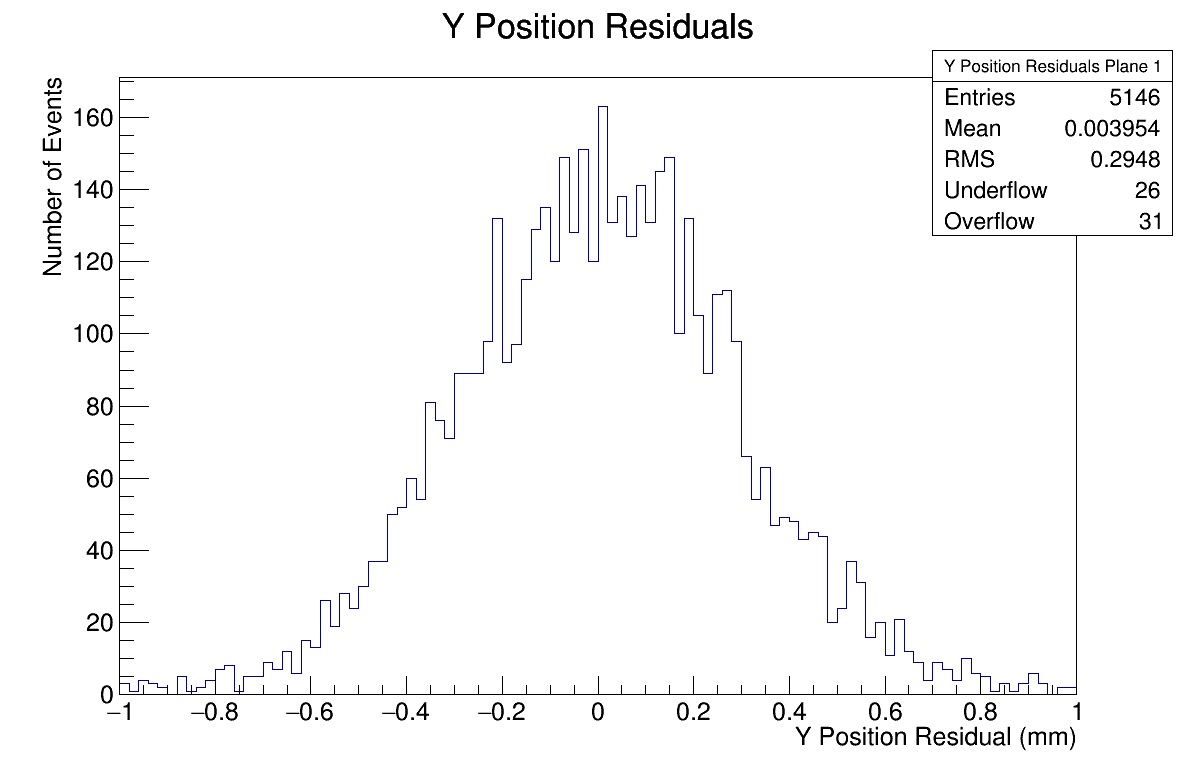 Y Position Residuals
Y Position Residuals Plane 1
Entries 5146
Mean 0.003954
RMS 0.2948
Underflow 26
Overflow 31
Number of Events
160
140
120
100
80
60
40
20
0
−1 −0.8 −0.6 −0.4 −0.2 0 0.2 0.4 0.6 0.8 1
Y Position Residual (mm)